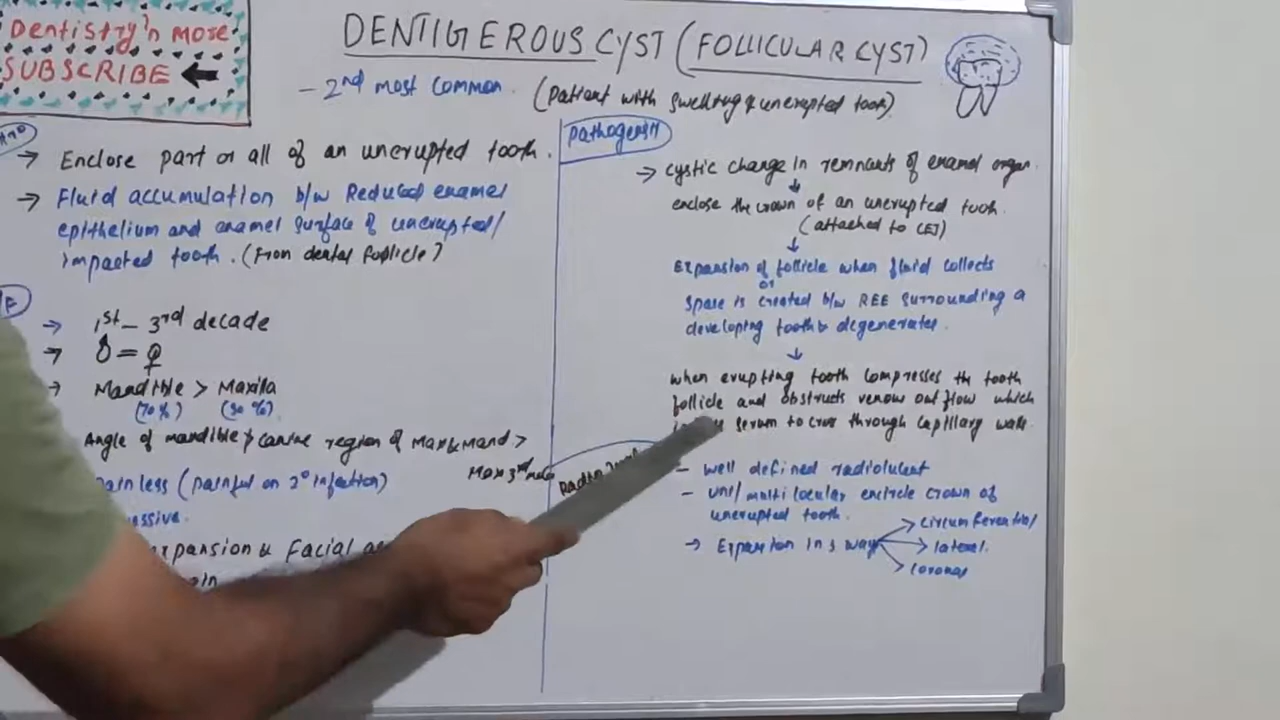 Dentistry'n more
SUBSCRIBE
DENTIGEROUS CYST (FOLLICULAR CYST)
- 2nd most common. (Patient with swelling & unerupted tooth)
→ Enclose part or all of an unerupted tooth.
→ Fluid accumulation b/w Reduced enamel
epithelium and enamel surface of unerupted/
impacted tooth. (From dental follicle)
→ 1st - 3rd decade
→ ♂ = ♀
→ Mandible > Maxilla
(70%) (30%)
Angle of mandible & canine region of Max & Mand >
Max 3rd molar
painless (painful on 2° infection)
expansion & Facial
Pathogenesis
→ cystic change in remnants of enamel organ.
↓
enclose the crown of an unerupted tooth.
(attached to CEJ)
↓
Expansion of follicle when fluid collects
or
Space is created b/w REE surrounding a
developing tooth & degenerates.
↓
when erupting tooth compresses the tooth
follicle and obstructs venous outflow which
serum to cross through capillary wall.
- well defined radiolucent
- uni/multilocular encircle crown of
unerupted tooth.
→ Expansion in 3 ways → circumferential
→ lateral.
→ coronal